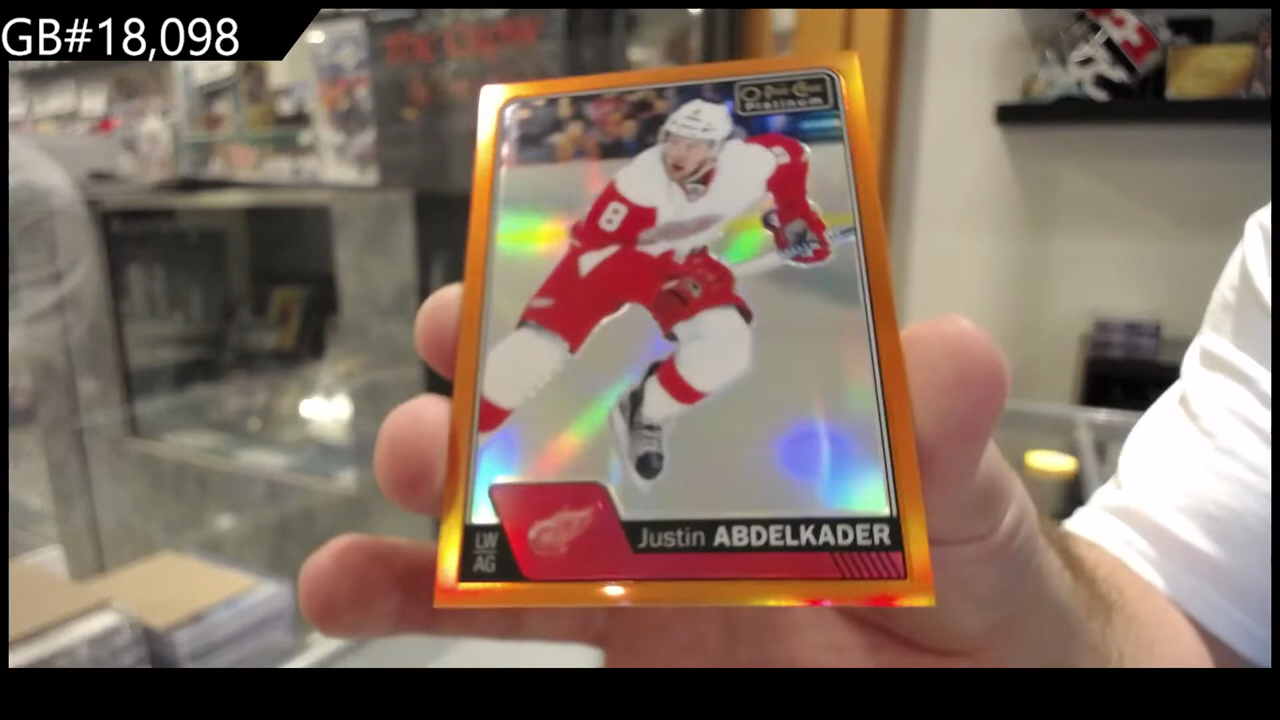 GB#18,098
O-Pee-Chee
Platinum
8
LW
AG
Justin ABDELKADER